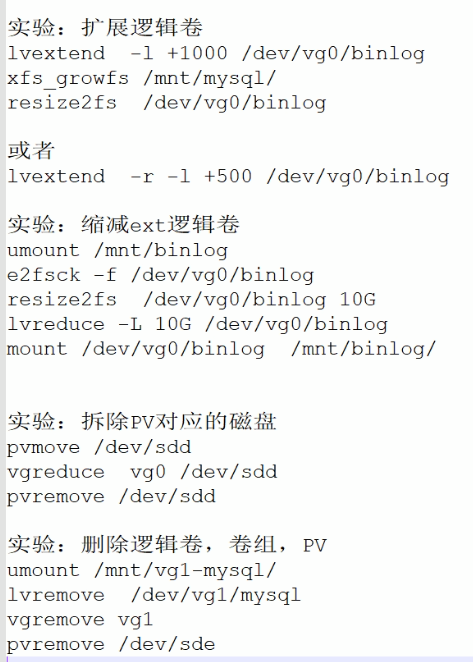 实验：扩展逻辑卷
lvextend  -l +1000 /dev/vg0/binlog
xfs_growfs /mnt/mysql/
resize2fs  /dev/vg0/binlog
或者
lvextend  -r -l +500 /dev/vg0/binlog
实验：缩减ext逻辑卷
umount /mnt/binlog
e2fsck -f /dev/vg0/binlog
resize2fs  /dev/vg0/binlog 10G
lvreduce -L 10G /dev/vg0/binlog
mount /dev/vg0/binlog  /mnt/binlog/
实验：拆除PV对应的磁盘
pvmove /dev/sdd
vgreduce  vg0 /dev/sdd
pvremove /dev/sdd
实验：删除逻辑卷，卷组，PV
umount /mnt/vg1-mysql/
lvremove  /dev/vg1/mysql
vgremove vg1
pvremove /dev/sde